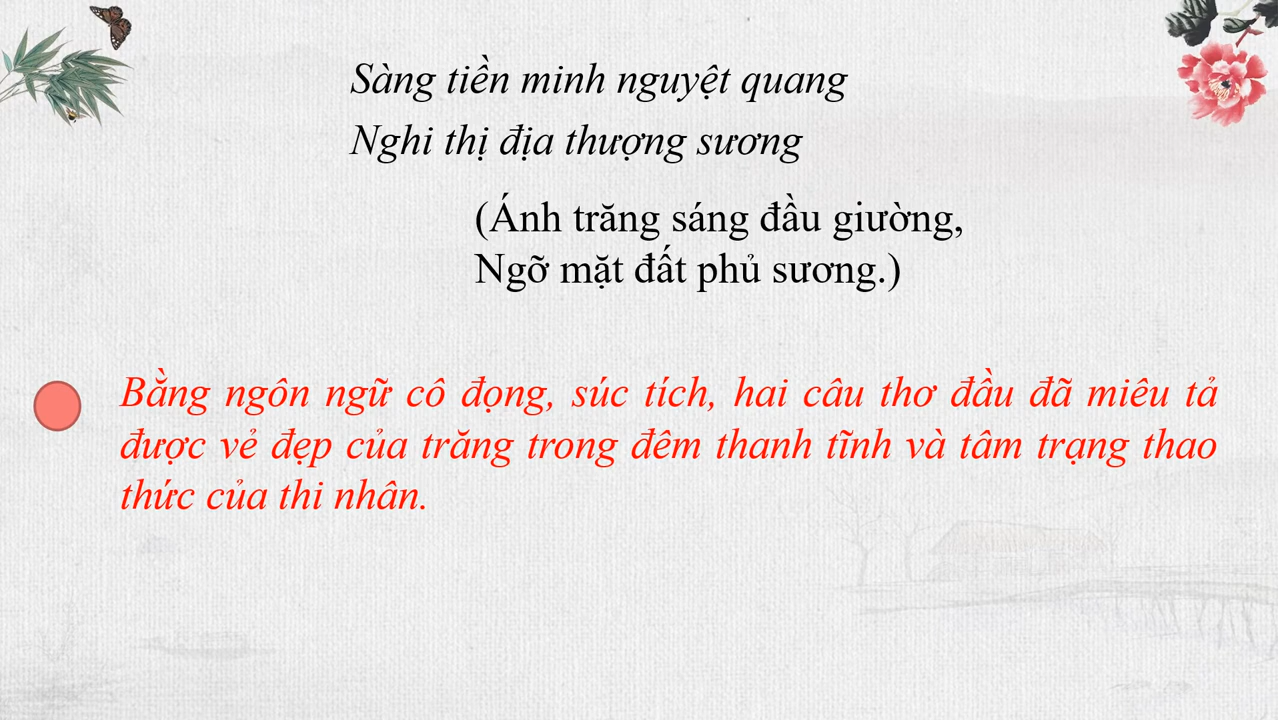 Sàng tiền minh nguyệt quang
Nghi thị địa thượng sương
(Ánh trăng sáng đầu giường,
Ngỡ mặt đất phủ sương.)
Bằng ngôn ngữ cô đọng, súc tích, hai câu thơ đầu đã miêu tả
được vẻ đẹp của trăng trong đêm thanh tĩnh và tâm trạng thao
thức của thi nhân.